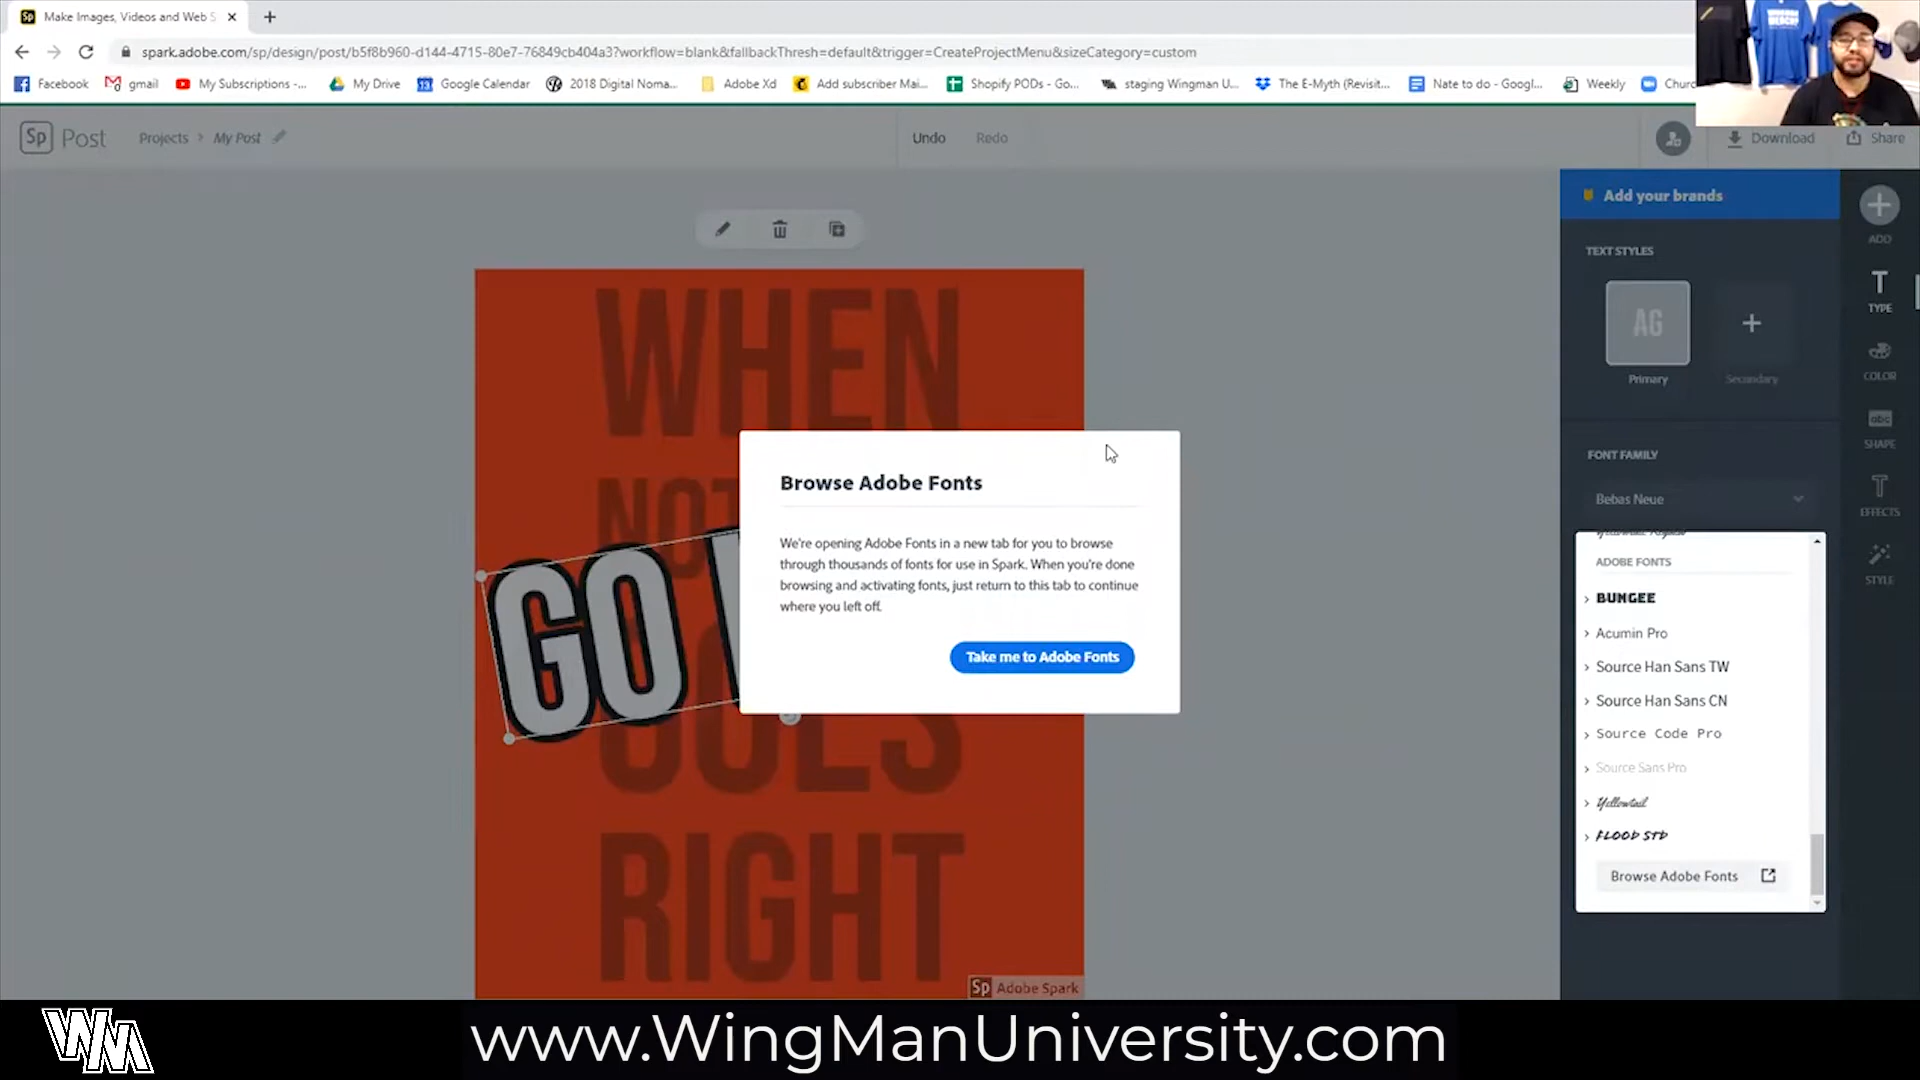 Make Images, Videos and Web S
spark.adobe.com/sp/design/post/b5f8b960-d144-4715-80e7-76849cb404a3?workflow=blank&fallbackThresh=default&trigger=CreateProjectMenu&sizeCategory=custom
Facebook gmail My Subscriptions -... My Drive Google Calendar 2018 Digital Noma... Adobe Xd Add subscriber Mai... Shopify PODs - Go... staging Wingman U... The E-Myth (Revisit... Nate to do - Googl... Weekly Churc
Sp Post Projects > My Post Undo Redo Download Share
Add your brands
ADD
TEXT STYLES
AG
Primary
Secondary
TYPE
COLOR
SHAPE
EFFECTS
STYLE
FONT FAMILY
Bebas Neue
ADOBE FONTS
BUNGEE
Acumin Pro
Source Han Sans TW
Source Han Sans CN
Source Code Pro
Source Sans Pro
Yellowtail
FLOOD STD
Browse Adobe Fonts
WHEN
NOT
GO
GOES
RIGHT
Sp Adobe Spark
Browse Adobe Fonts
We're opening Adobe Fonts in a new tab for you to browse
through thousands of fonts for use in Spark. When you're done
browsing and activating fonts, just return to this tab to continue
where you left off.
Take me to Adobe Fonts
WM
www.WingManUniversity.com